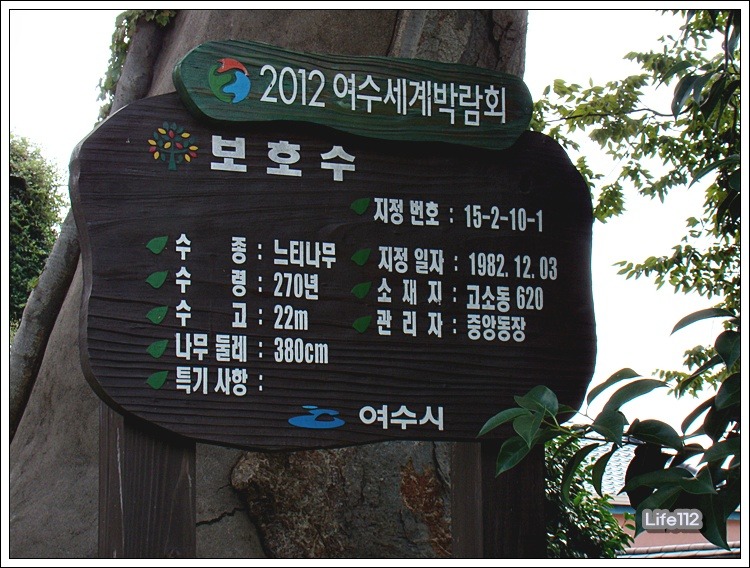 2012 여수세계박람회
보호수
지정 번호 : 15-2-10-1
수 종 : 느티나무
지정 일자 : 1982. 12. 03
수 령 : 270년
소 재 지 : 고소동 620
수 고 : 22m
관 리 자 : 중앙동장
나무 둘레 : 380cm
특기 사항 :
여수시
Life112